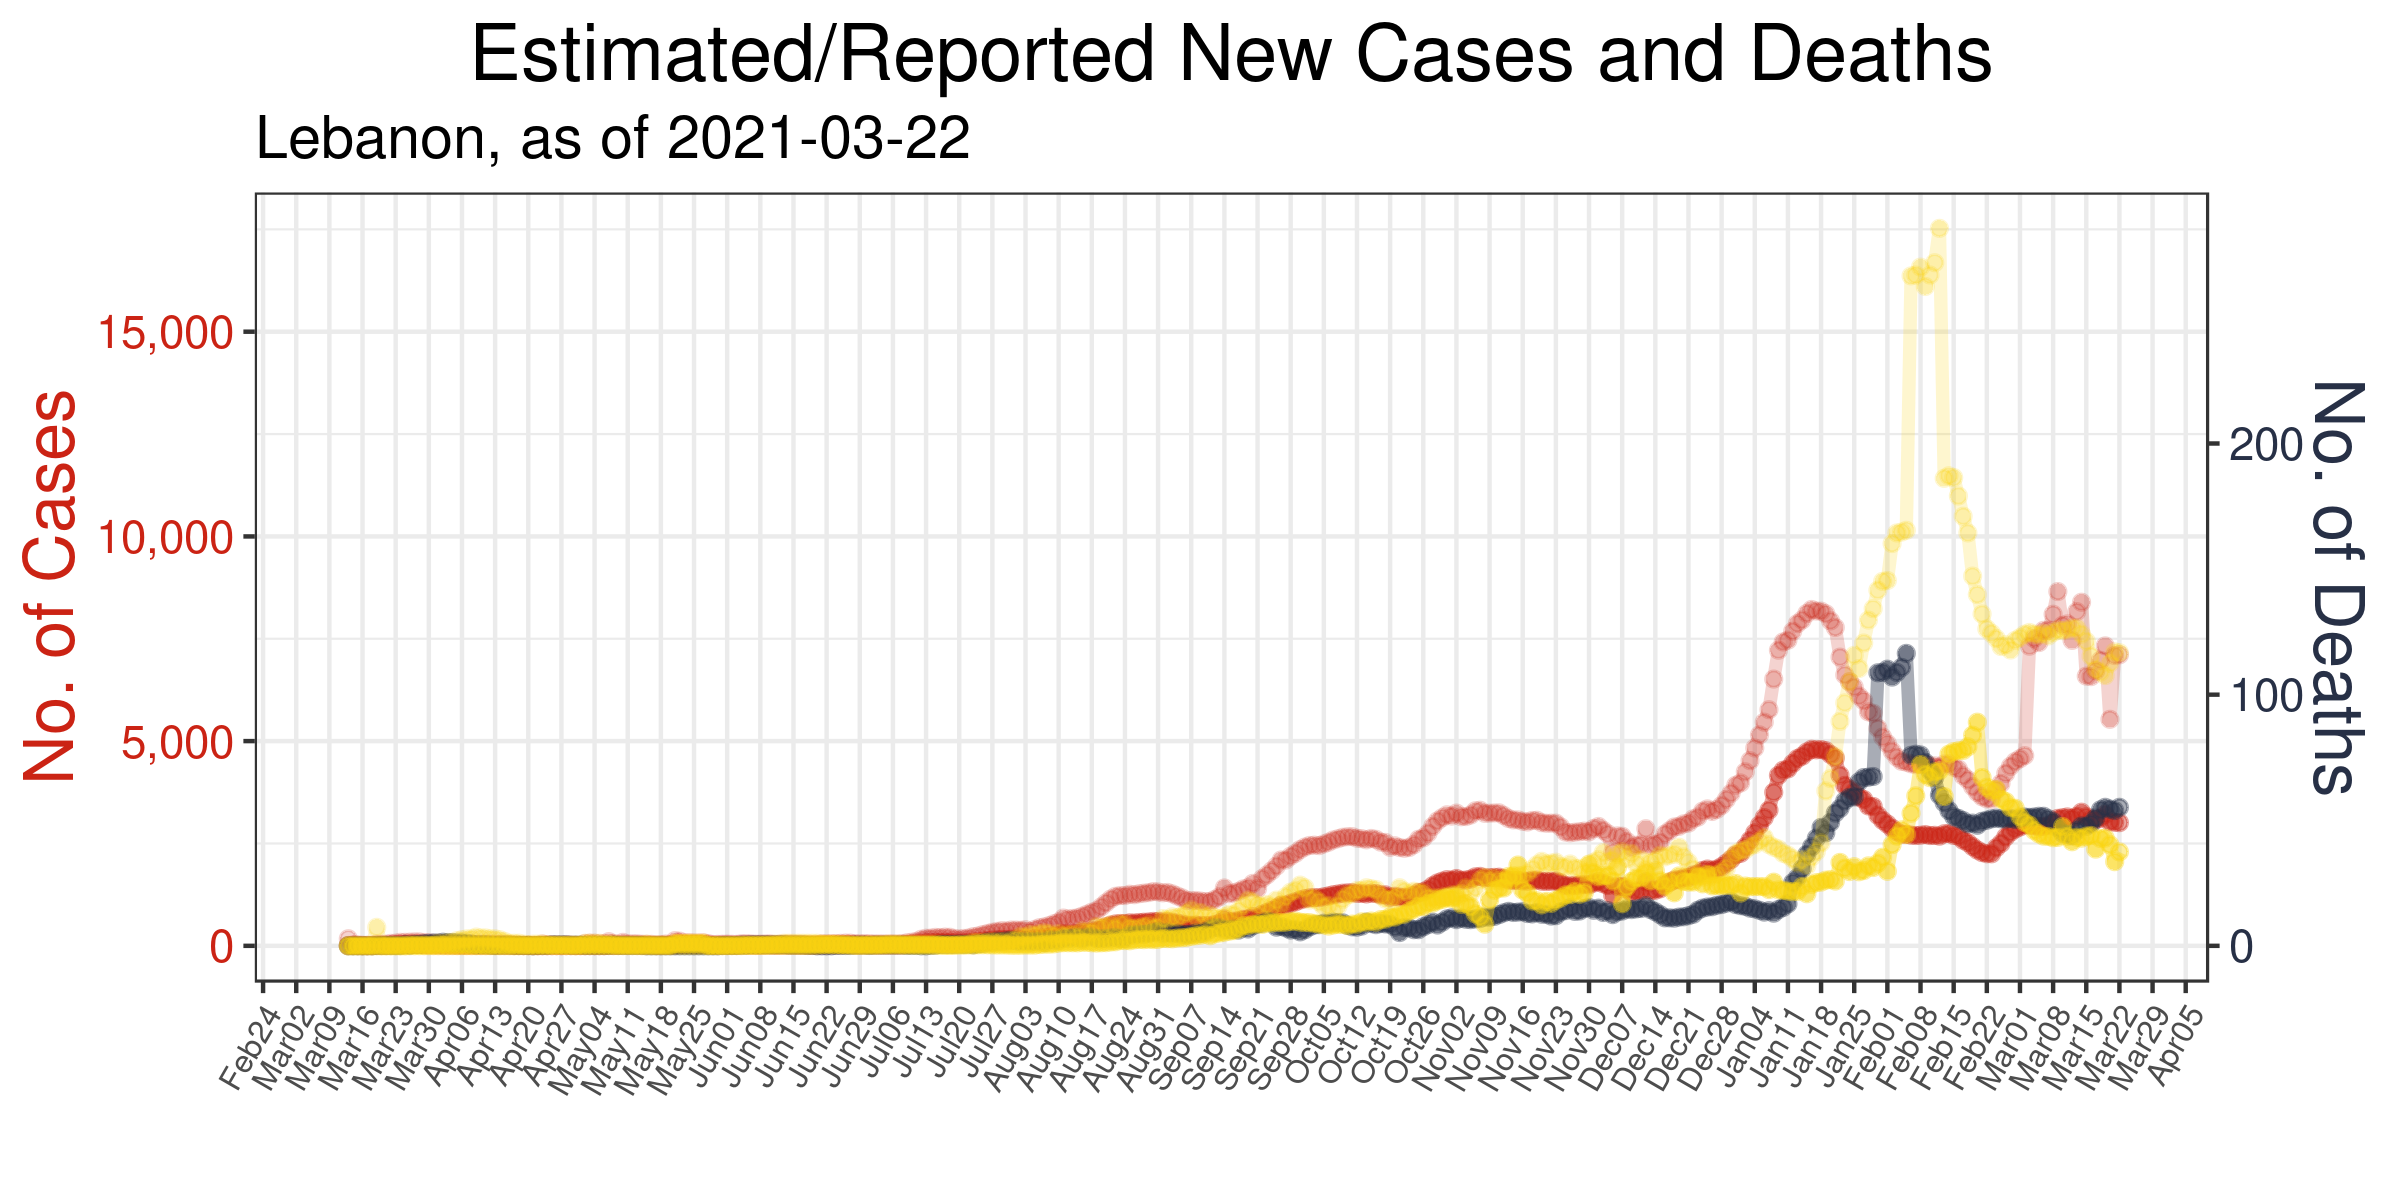 Estimated/Reported New Cases and Deaths
Lebanon, as of 2021-03-22
No. of Cases
15,000
10,000
5,000
0
No. of Deaths
200
100
0
Feb24 Mar02 Mar09 Mar16 Mar23 Mar30 Apr06 Apr13 Apr20 Apr27 May04 May11 May18 May25 Jun01 Jun08 Jun15 Jun22 Jun29 Jul06 Jul13 Jul20 Jul27 Aug03 Aug10 Aug17 Aug24 Aug31 Sep07 Sep14 Sep21 Sep28 Oct05 Oct12 Oct19 Oct26 Nov02 Nov09 Nov16 Nov23 Nov30 Dec07 Dec14 Dec21 Dec28 Jan04 Jan11 Jan18 Jan25 Feb01 Feb08 Feb15 Feb22 Mar01 Mar08 Mar15 Mar22 Mar29 Apr05